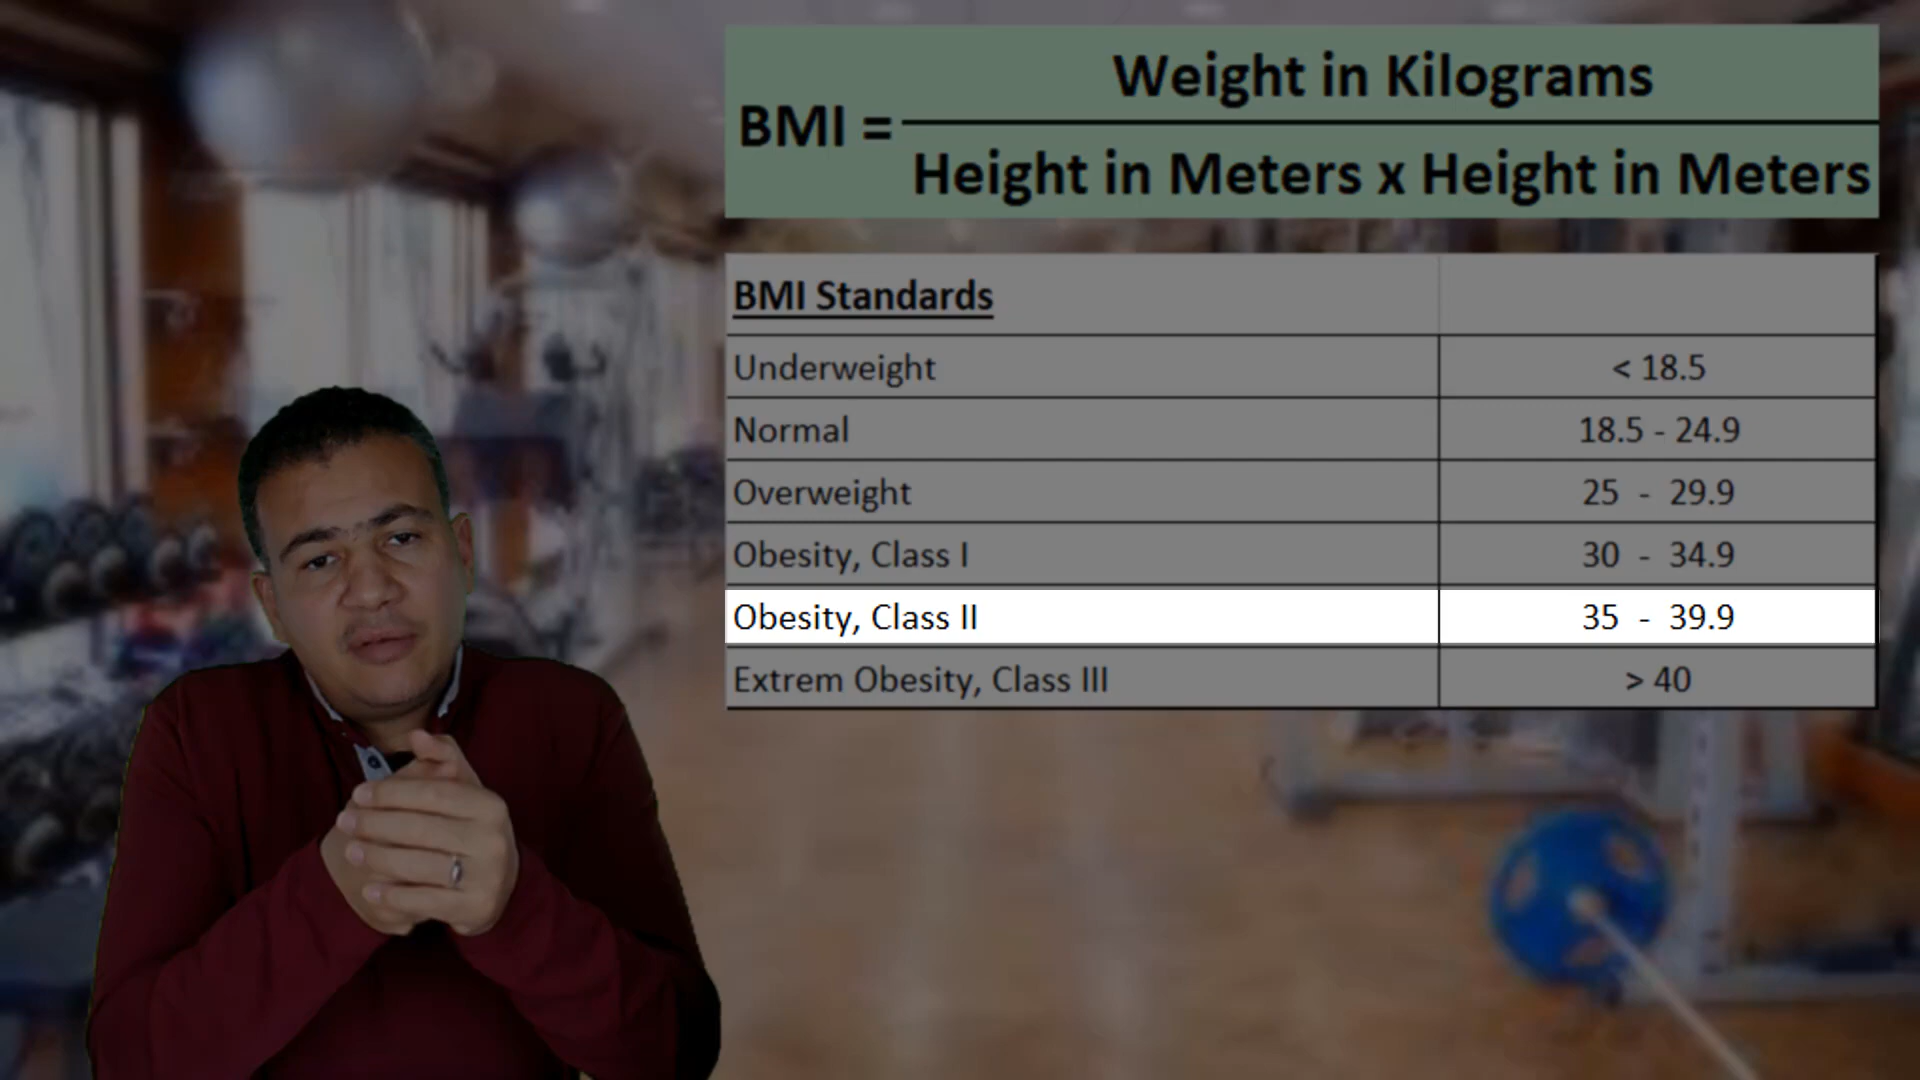 Weight in Kilograms
BMI =
Height in Meters x Height in Meters
BMI Standards
Underweight < 18.5
Normal 18.5 - 24.9
Overweight 25 - 29.9
Obesity, Class I 30 - 34.9
Obesity, Class II 35 - 39.9
Extrem Obesity, Class III > 40